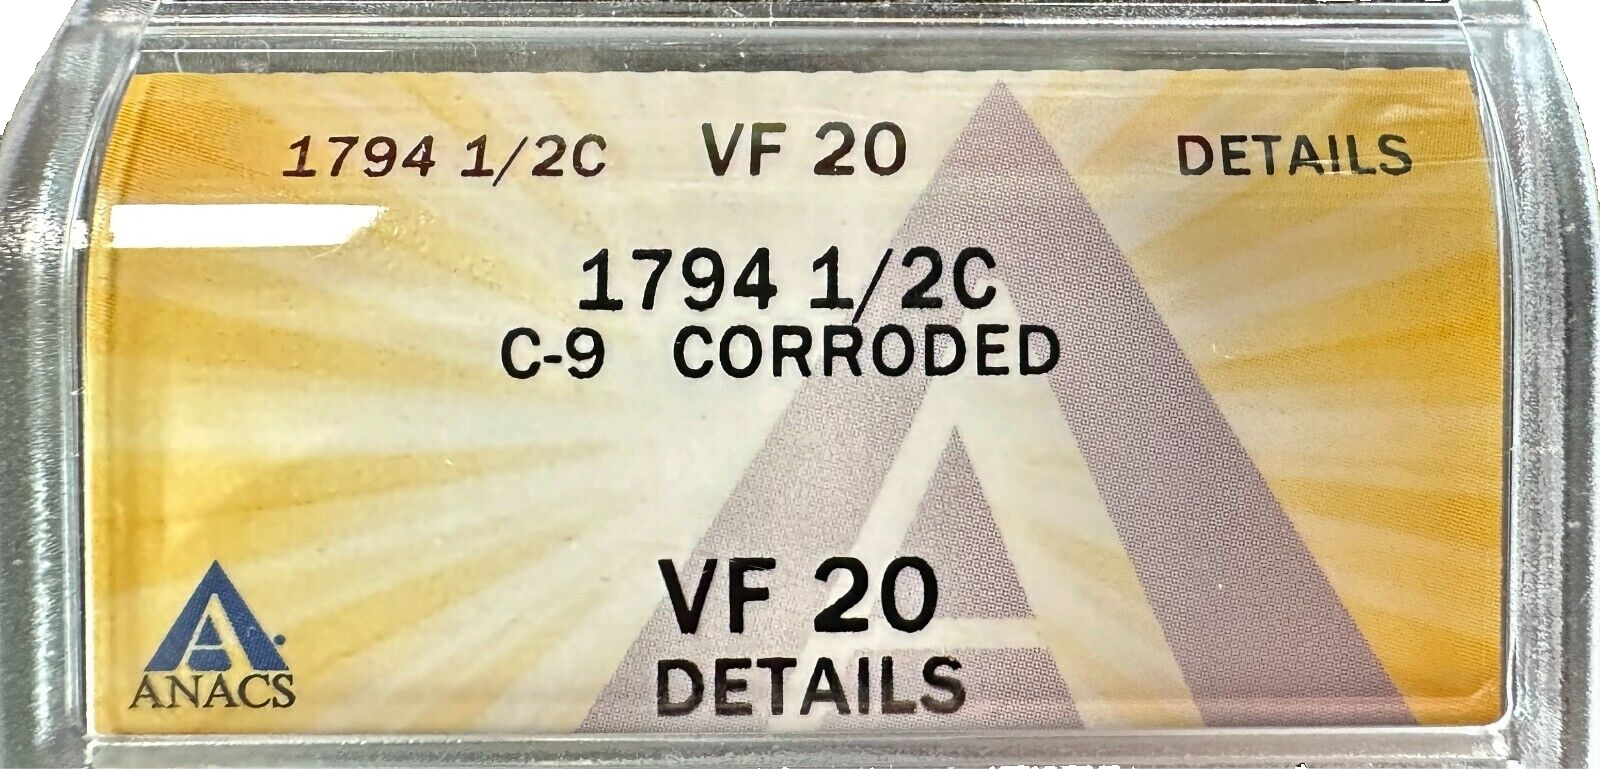 1794 1/2C VF 20 DETAILS
1794 1/2C
C-9 CORRODED
VF 20
DETAILS
ANACS